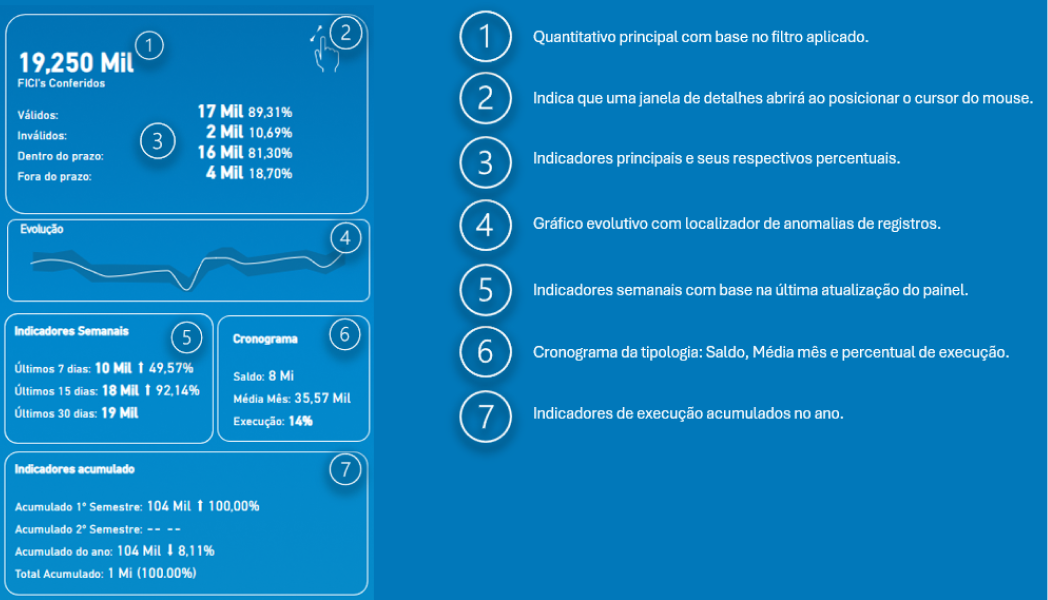 19,250 Mil
1
2
FICI's Conferidos
Válidos: 17 Mil 89,31%
Inválidos: 2 Mil 10,69%
3
Dentro do prazo: 16 Mil 81,30%
Fora do prazo: 4 Mil 18,70%
Evolução
4
Indicadores Semanais
5
Últimos 7 dias: 10 Mil ⬆ 49,57%
Últimos 15 dias: 18 Mil ⬆ 92,14%
Últimos 30 dias: 19 Mil
Cronograma
6
Saldo: 8 Mi
Média Mês: 35,57 Mil
Execução: 14%
Indicadores acumulado
7
Acumulado 1º Semestre: 104 Mil ⬆ 100,00%
Acumulado 2º Semestre: -- --
Acumulado do ano: 104 Mil ⬇ 8,11%
Total Acumulado: 1 Mi (100.00%)
1 Quantitativo principal com base no filtro aplicado.
2 Indica que uma janela de detalhes abrirá ao posicionar o cursor do mouse.
3 Indicadores principais e seus respectivos percentuais.
4 Gráfico evolutivo com localizador de anomalias de registros.
5 Indicadores semanais com base na última atualização do painel.
6 Cronograma da tipologia: Saldo, Média mês e percentual de execução.
7 Indicadores de execução acumulados no ano.